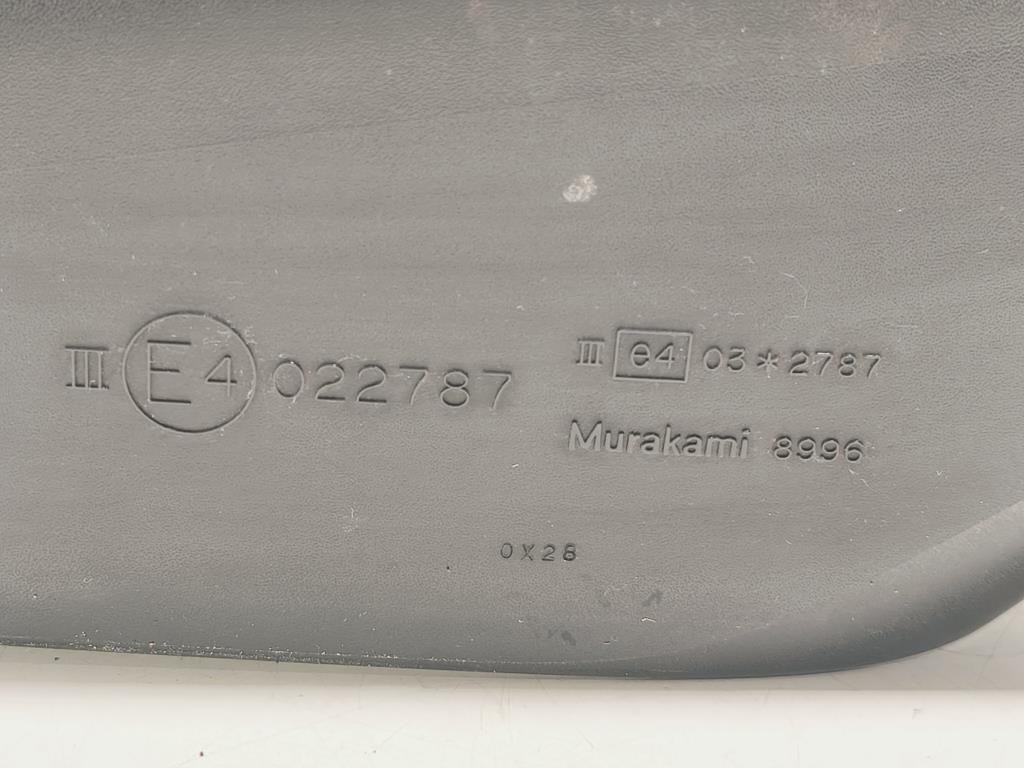 III E4 022787
III e4 03*2787
Murakami 8996
0X28